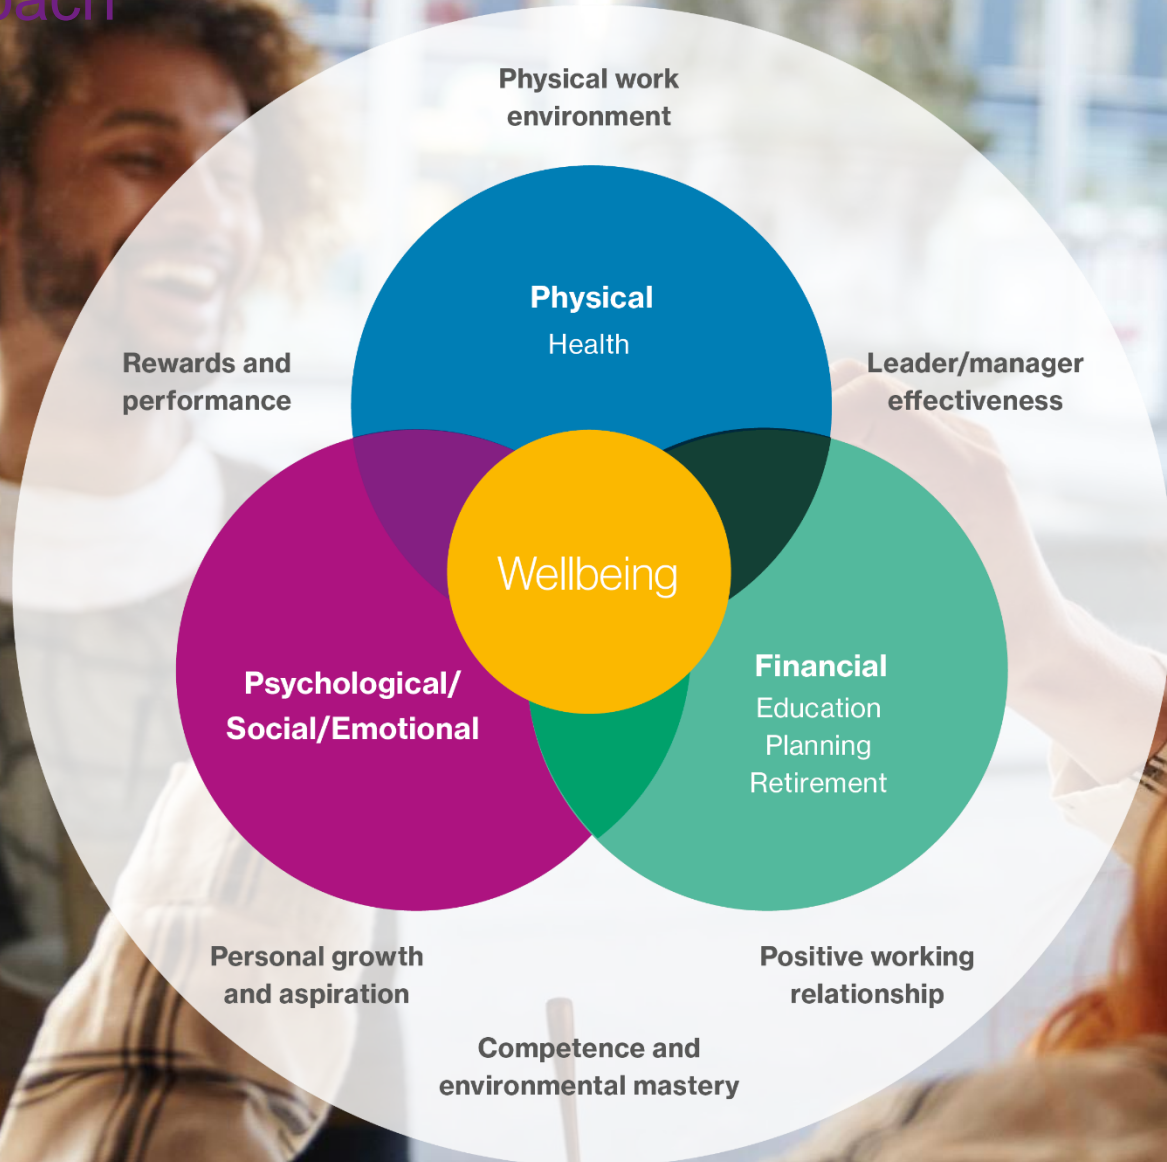 Physical work
environment
Physical
Health
Rewards and
performance
Leader/manager
effectiveness
Wellbeing
Psychological/
Social/Emotional
Financial
Education
Planning
Retirement
Personal growth
and aspiration
Positive working
relationship
Competence and
environmental mastery